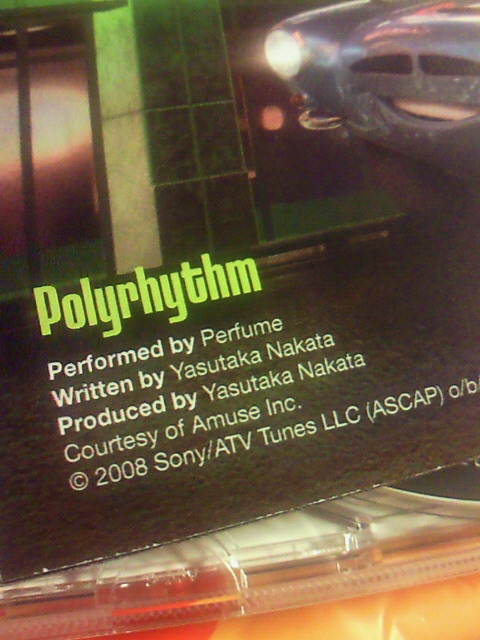 Polyrhythm
Performed by Perfume
Written by Yasutaka Nakata
Produced by Yasutaka Nakata
Courtesy of Amuse Inc.
© 2008 Sony/ATV Tunes LLC (ASCAP) o/b/